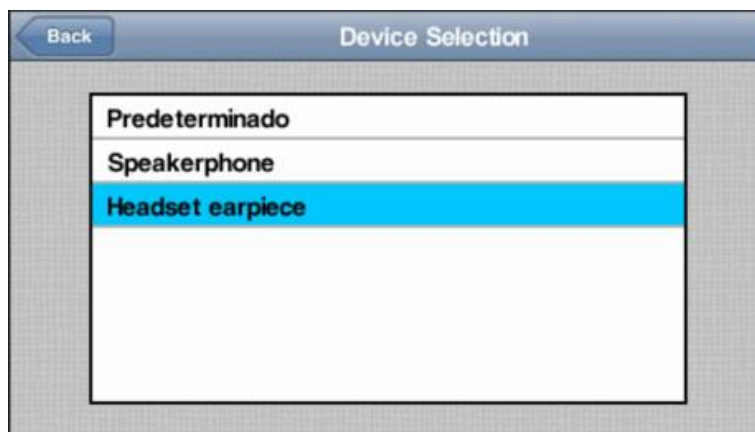 Back
Device Selection
Predeterminado
Speakerphone
Headset earpiece